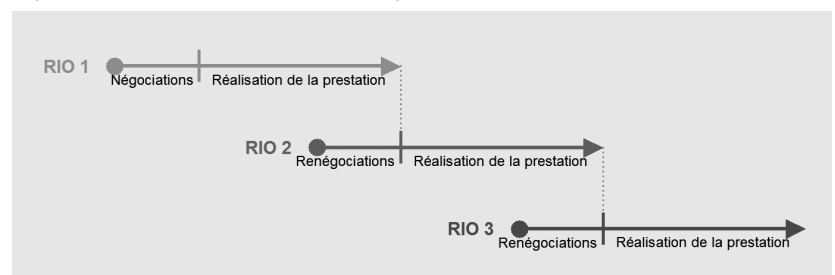 RIO 1
Négociations
Réalisation de la prestation
RIO 2
Renégociations
Réalisation de la prestation
RIO 3
Renégociations
Réalisation de la prestation